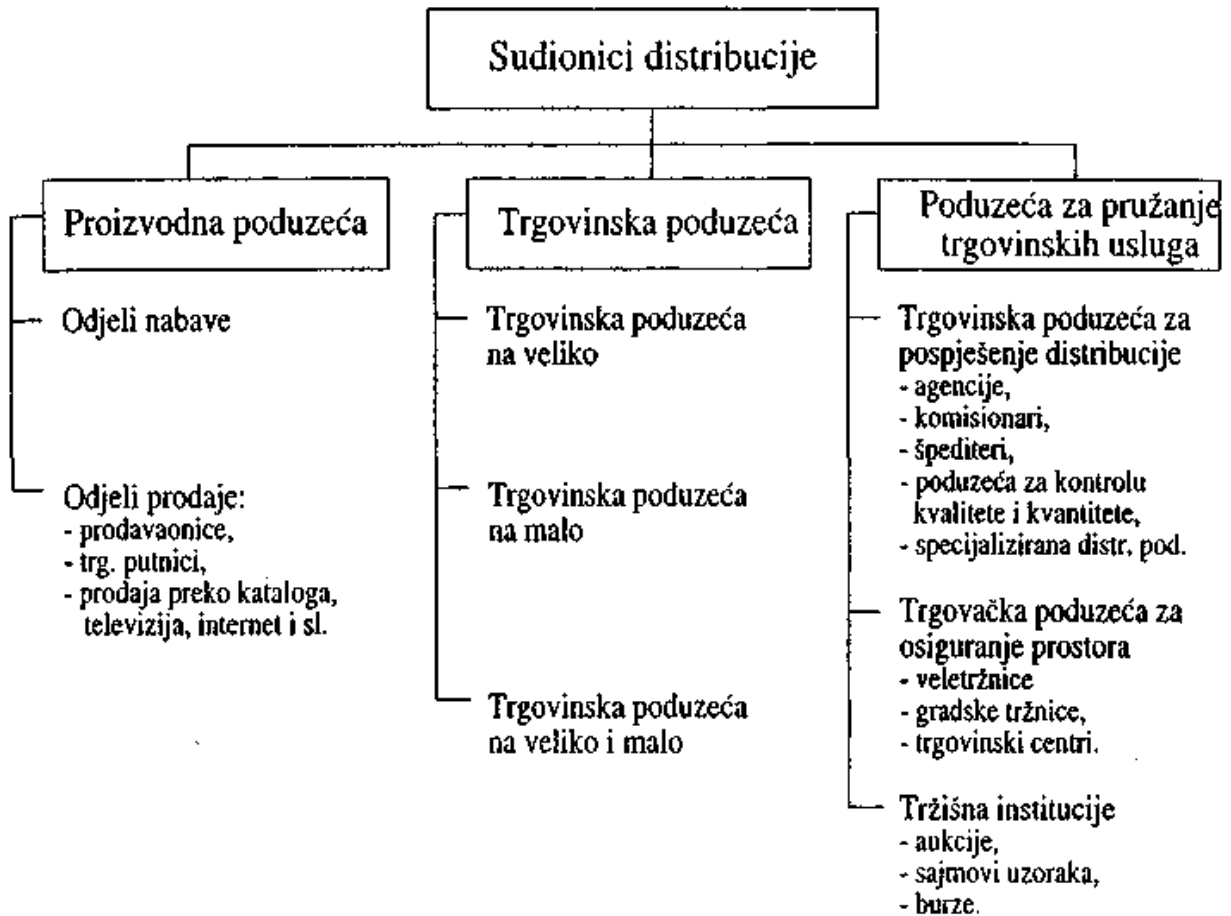 Sudionici distribucije
Proizvodna poduzeća
Odjeli nabave
Odjeli prodaje:
- prodavaonice,
- trg. putnici,
- prodaja preko kataloga,
televizija, internet i sl.
Trgovinska poduzeća
Trgovinska poduzeća
na veliko
Trgovinska poduzeća
na malo
Trgovinska poduzeća
na veliko i malo
Poduzeća za pružanje
trgovinskih usluga
Trgovinska poduzeća za
pospješenje distribucije
- agencije,
- komisionari,
- špediteri,
- poduzeća za kontrolu
kvalitete i kvantitete,
- specijalizirana distr. pod.
Trgovačka poduzeća za
osiguranje prostora
- veletržnice
- gradske tržnice,
- trgovinski centri.
Tržišna institucije
- aukcije,
- sajmovi uzoraka,
- burze.